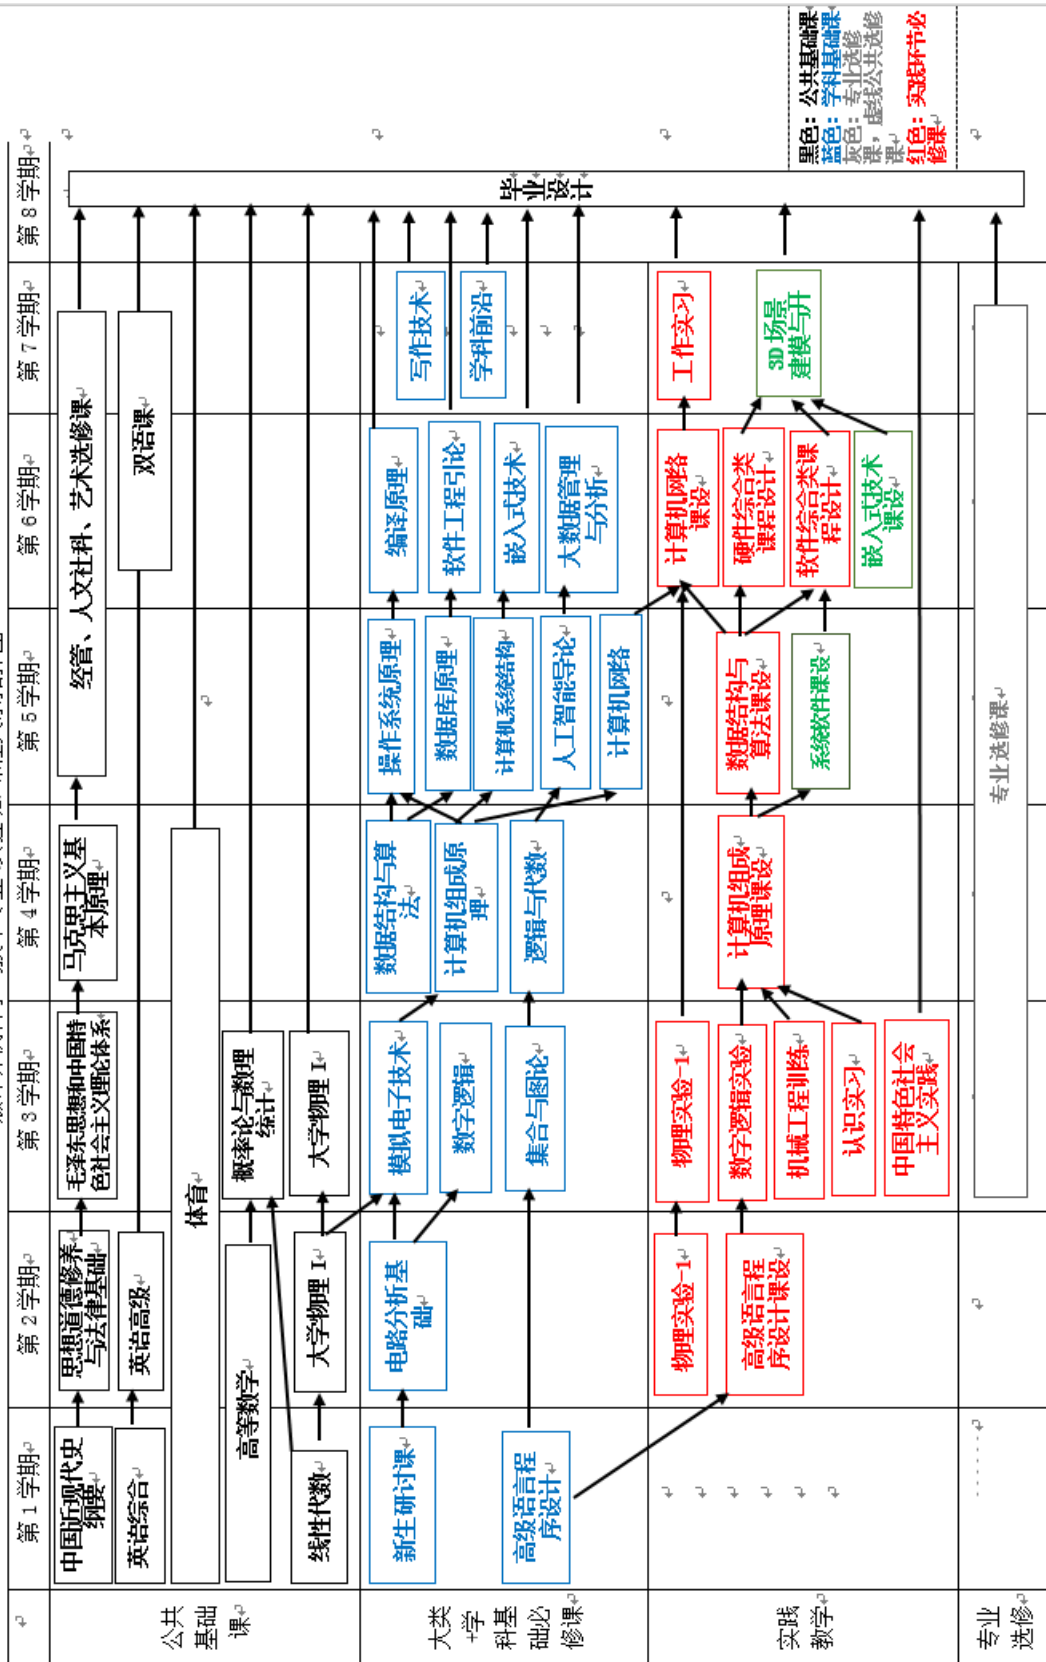 第1学期
第2学期
第3学期
第4学期
第5学期
第6学期
第7学期
第8学期
公共
基础
课
中国近现代史
纲要
思想道德修养
与法律基础
毛泽东思想和中国特
色社会主义理论体系
马克思主义基
本原理
经管、人文社科、艺术选修课
英语综合
英语高级
双语课
体育
高等数学
概率论与数理
统计
线性代数
大学物理 I
大学物理 I
毕业设计
大类
+学
科基
础必
修课
新生研讨课
电路分析基
础
模拟电子技术
数字逻辑
数据结构与算
法
计算机组成原
理
操作系统原理
数据库原理
计算机系统结构
编译原理
软件工程引论
嵌入式技术
写作技术
学科前沿
高级语言程
序设计
集合与图论
逻辑与代数
人工智能导论
计算机网络
大数据管理
与分析
实践
教学
物理实验-1
物理实验-1
计算机网络
课设
工作实习
高级语言程
序设计课设
数字逻辑实验
机械工程训练
认识实习
中国特色社会
主义实践
计算机组成
原理课设
数据结构与
算法课设
系统软件课设
硬件综合类
课程设计
软件综合类课
程设计
嵌入式技术
课设
3D 场景
建模与开
专业
选修
专业选修课
黑色：公共基础课
蓝色：学科基础课
灰色：专业选修
课，虚线公共选修
课
红色：实践环节必
修课